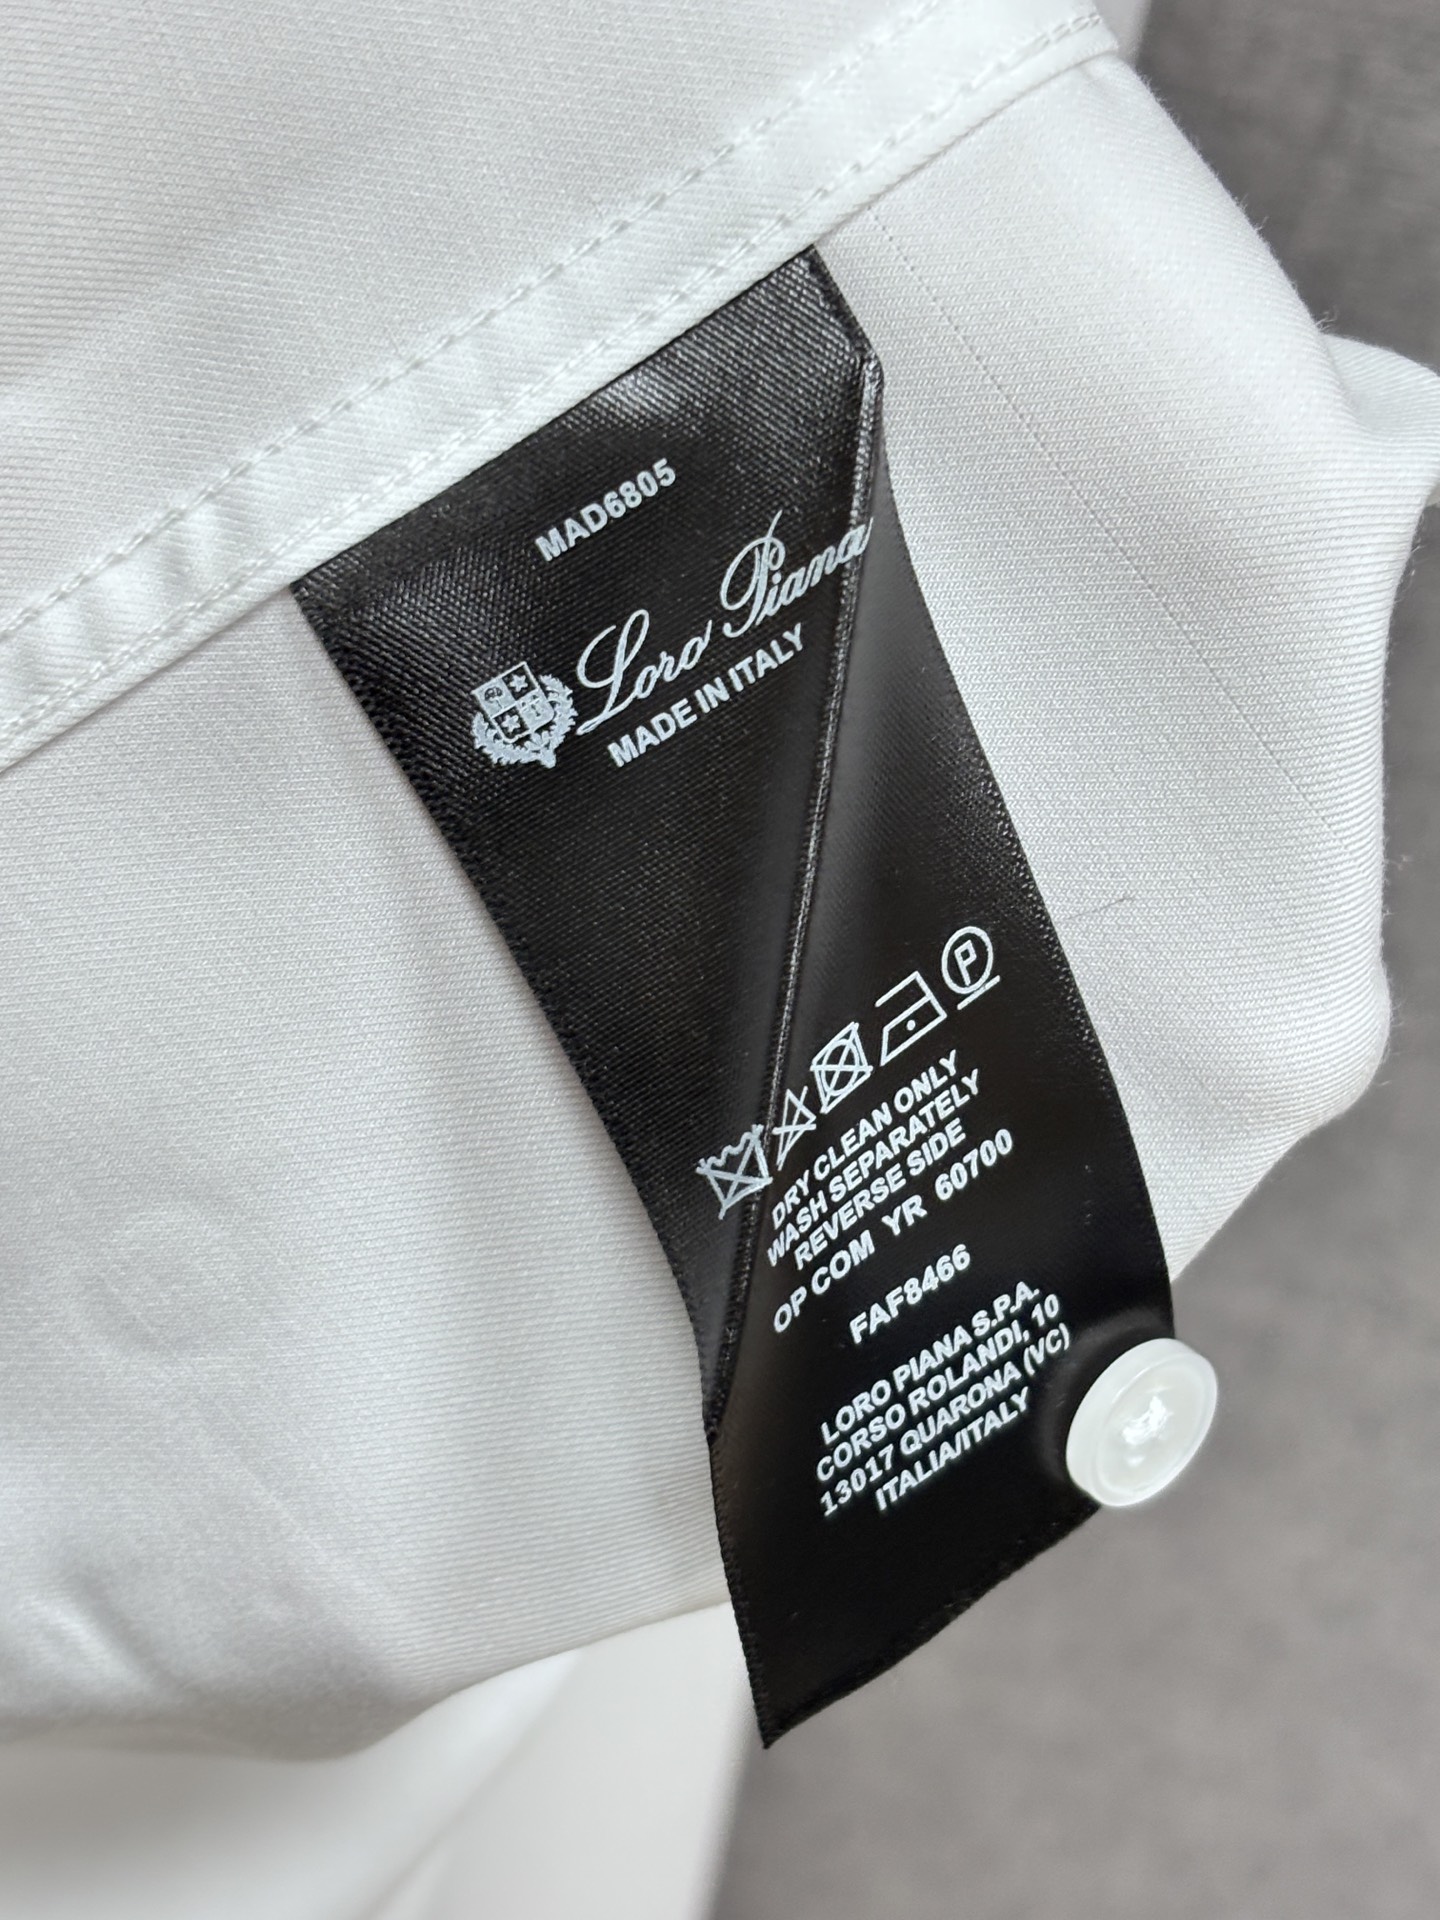 MAD6805
Loro Piana
MADE IN ITALY
P
DRY CLEAN ONLY
WASH SEPARATELY
REVERSE SIDE
OP COM YR 60700
FAF8466
LORO PIANA S.P.A.
CORSO ROLANDI, 10
13017 QUARONA (VC)
ITALIA/ITALY